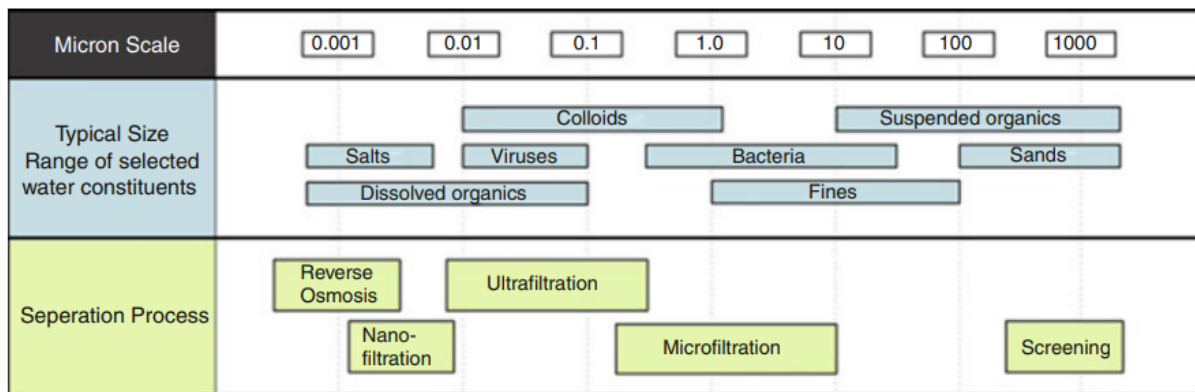 Micron Scale
0.001
0.01
0.1
1.0
10
100
1000
Typical Size
Range of selected
water constituents
Colloids
Suspended organics
Salts
Viruses
Bacteria
Sands
Dissolved organics
Fines
Seperation Process
Reverse
Osmosis
Ultrafiltration
Nano-
filtration
Microfiltration
Screening